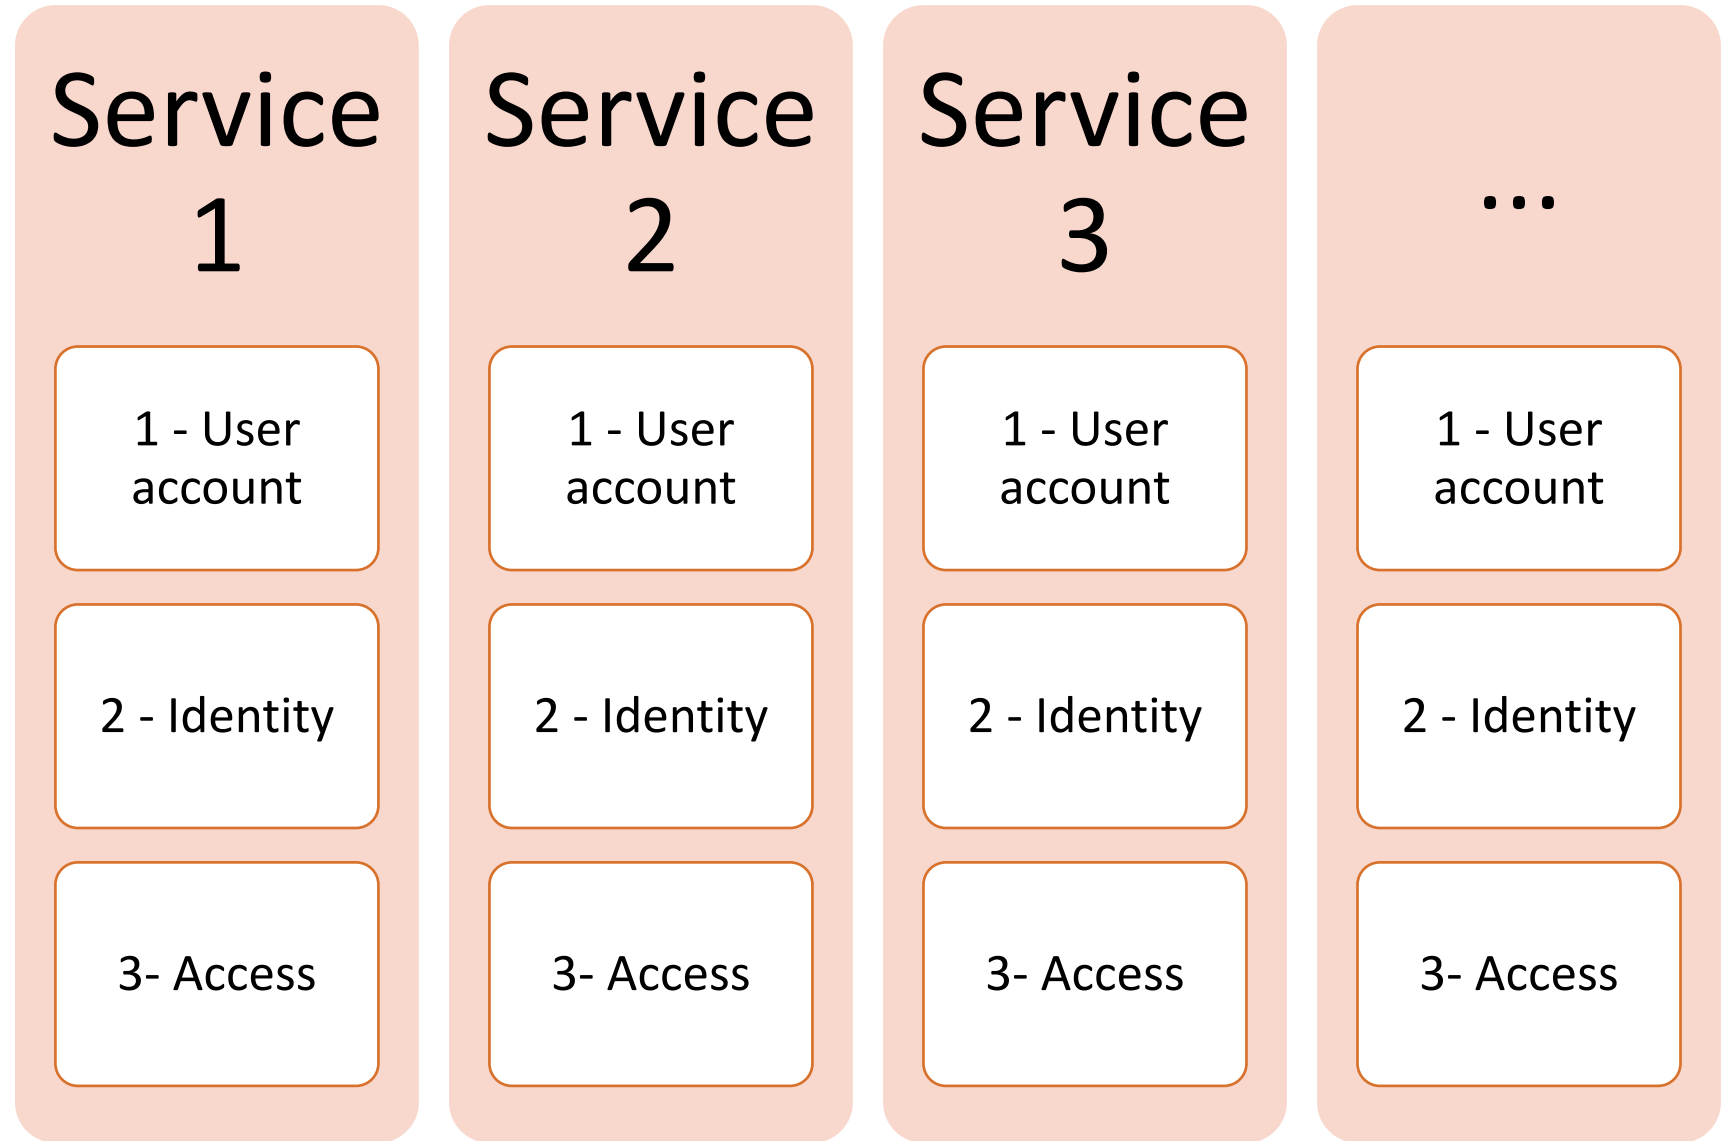 Service
1
1 - User
account
2 - Identity
3- Access
Service
2
1 - User
account
2 - Identity
3- Access
Service
3
1 - User
account
2 - Identity
3- Access
...
1 - User
account
2 - Identity
3- Access